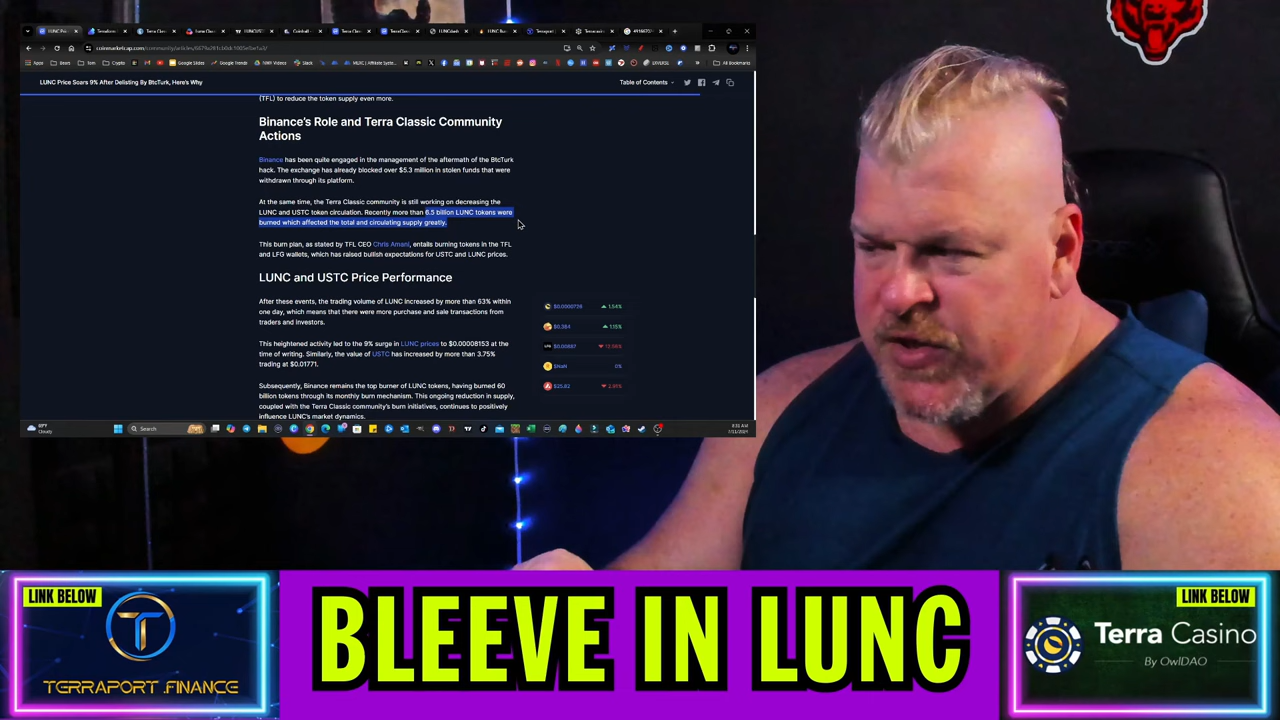 LUNC Price Soars 9% After Delisting By BtcTurk, Here's Why
Table of Contents
(TFL) to reduce the token supply even more.
Binance's Role and Terra Classic Community
Actions
Binance has been quite engaged in the management of the aftermath of the BtcTurk
hack. The exchange has already blocked over $5.3 million in stolen funds that were
withdrawn through its platform.
At the same time, the Terra Classic community is still working on decreasing the
LUNC and USTC token circulation. Recently more than 6.5 billion LUNC tokens were
burned which affected the total and circulating supply greatly.
This burn plan, as stated by TFL CEO Chris Amani, entails burning tokens in the TFL
and LFG wallets, which has raised bullish expectations for USTC and LUNC prices.
LUNC and USTC Price Performance
After these events, the trading volume of LUNC increased by more than 63% within
one day, which means that there were more purchase and sale transactions from
traders and investors.
This heightened activity led to the 9% surge in LUNC prices to $0.00008153 at the
time of writing. Similarly, the value of USTC has increased by more than 3.75%
trading at $0.01771.
Subsequently, Binance remains the top burner of LUNC tokens, having burned 60
billion tokens through its monthly burn mechanism. This ongoing reduction in supply,
coupled with the Terra Classic community's burn initiatives, continues to positively
influence LUNC's market dynamics.
1.54%
$0.384 1.15%
$NaN 0%
$25.82
Search
LINK BELOW
TERRAPORT.FINANCE
BLEEVE IN LUNC
LINK BELOW
Terra Casino
By OwlDAO